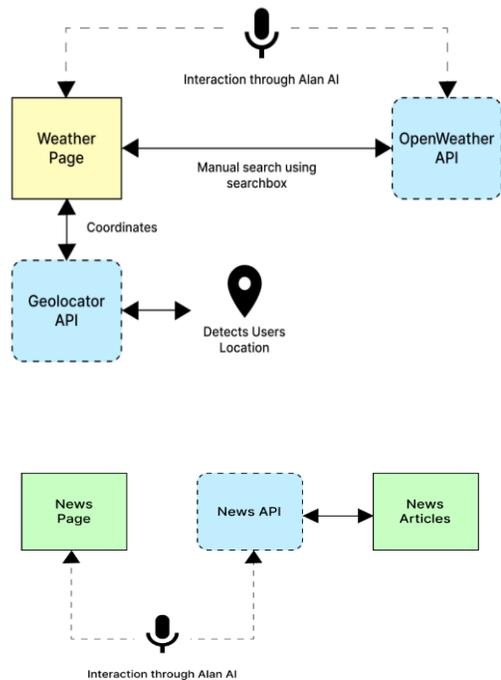 Interaction through Alan AI
Weather
Page
OpenWeather
API
Manual search using
searchbox
Coordinates
Geolocator
API
Detects Users
Location
News
Page
News API
News
Articles
Interaction through Alan AI